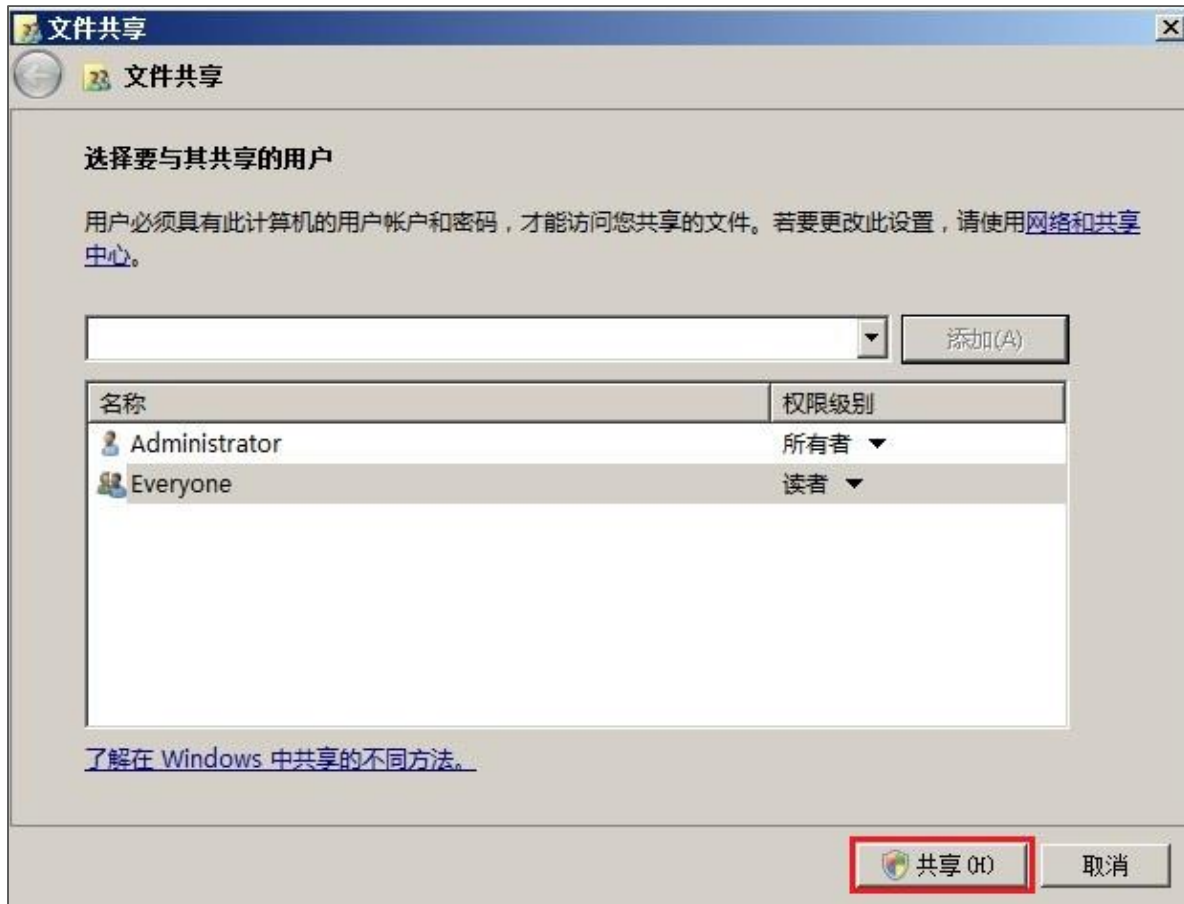 文件共享
文件共享
选择要与其共享的用户
用户必须具有此计算机的用户帐户和密码，才能访问您共享的文件。若要更改此设置，请使用网络和共享
中心。
添加(A)
名称 权限级别
Administrator 所有者
Everyone 读者
了解在 Windows 中共享的不同方法。
共享(H) 取消